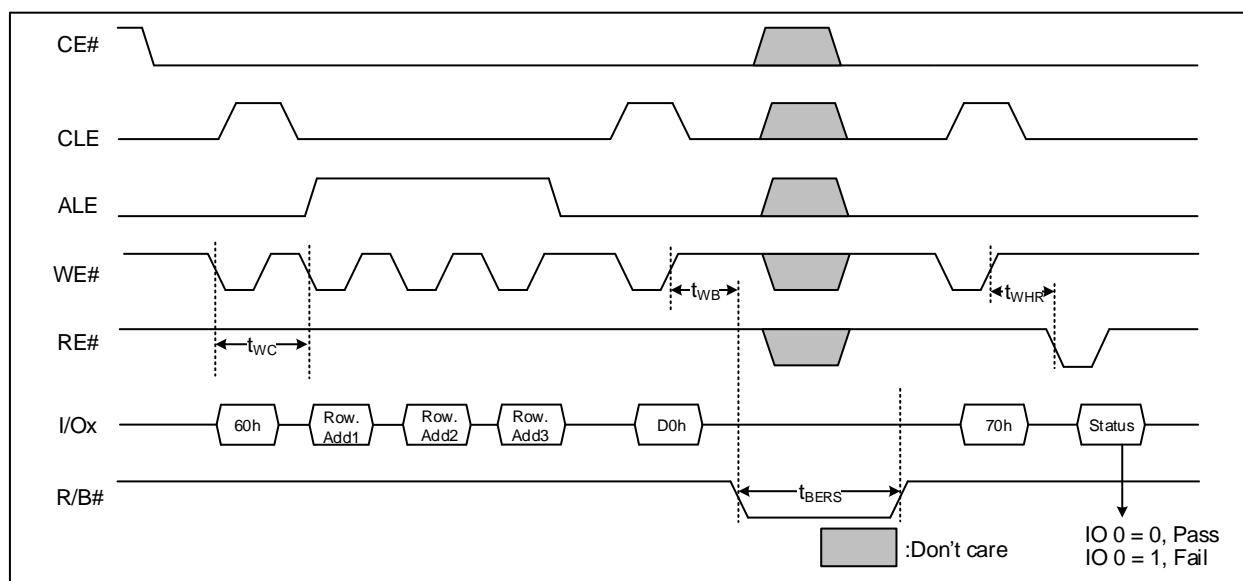 CE#
CLE
ALE
WE#
tWB
tWHR
RE#
tWC
I/Ox
60h
Row.
Add1
Row.
Add2
Row.
Add3
D0h
70h
Status
R/B#
tBERS
:Don't care
IO 0 = 0, Pass
IO 0 = 1, Fail